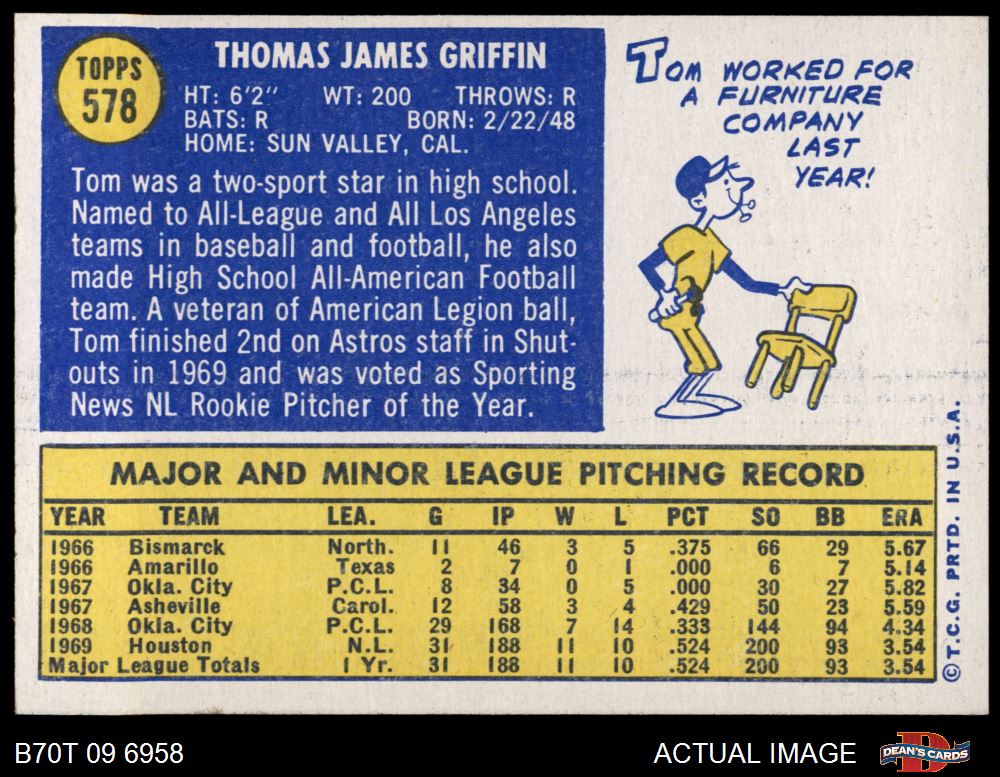 TOPPS
578
THOMAS JAMES GRIFFIN
HT: 6'2" WT: 200 THROWS: R
BATS: R BORN: 2/22/48
HOME: SUN VALLEY, CAL.
Tom was a two-sport star in high school.
Named to All-League and All Los Angeles
teams in baseball and football, he also
made High School All-American Football
team. A veteran of American Legion ball,
Tom finished 2nd on Astros staff in Shut-
outs in 1969 and was voted as Sporting
News NL Rookie Pitcher of the Year.
TOM WORKED FOR
A FURNITURE
COMPANY
LAST
YEAR!
MAJOR AND MINOR LEAGUE PITCHING RECORD
YEAR TEAM LEA. G IP W L PCT SO BB ERA
1966 Bismarck North. 11 46 3 5 .375 66 29 5.67
1966 Amarillo Texas 2 7 0 1 .000 6 7 5.14
1967 Okla. City P.C.L. 8 34 0 5 .000 30 27 5.82
1967 Asheville Carol. 12 58 3 4 .429 50 23 5.59
1968 Okla. City P.C.L. 29 168 7 14 .333 144 94 4.34
1969 Houston N.L. 31 188 11 10 .524 200 93 3.54
Major League Totals 1 Yr. 31 188 11 10 .524 200 93 3.54
© T.C.G. PRTD. IN U.S.A.
B70T 09 6958
ACTUAL IMAGE
DEAN'S CARDS